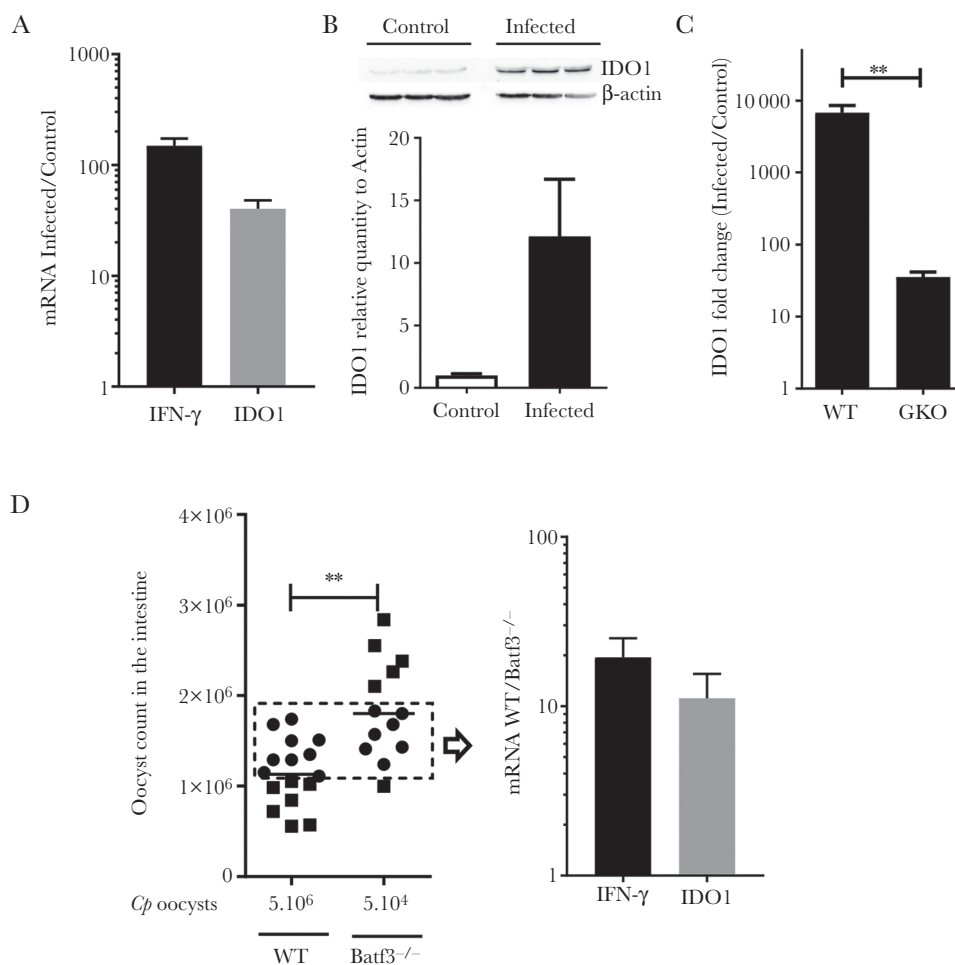 A
mRNA Infected/Control
1000
100
10
1
IFN-γ IDO1
B
Control Infected
IDO1
β-actin
IDO1 relative quantity to Actin
20
15
10
5
0
Control Infected
C
IDO1 fold change (Infected/Control)
**
10 000
1000
100
10
1
WT GKO
D
Oocyst count in the intestine
4×10⁶
3×10⁶
2×10⁶
1×10⁶
0
**
Cp oocysts 5.10⁶ 5.10⁴
WT Batf3⁻/⁻
mRNA WT/Batf3⁻/⁻
100
10
1
IFN-γ IDO1